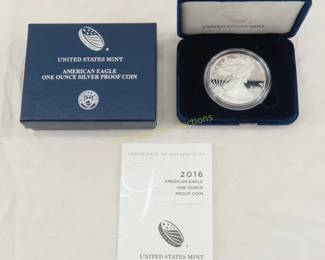 UNITED STATES MINT
AMERICAN EAGLE
ONE OUNCE SILVER PROOF COIN
Auctions
CERTIFICATE OF AUTHENTICITY
2016
AMERICAN EAGLE
ONE OUNCE
PROOF COIN
UNITED STATES MINT